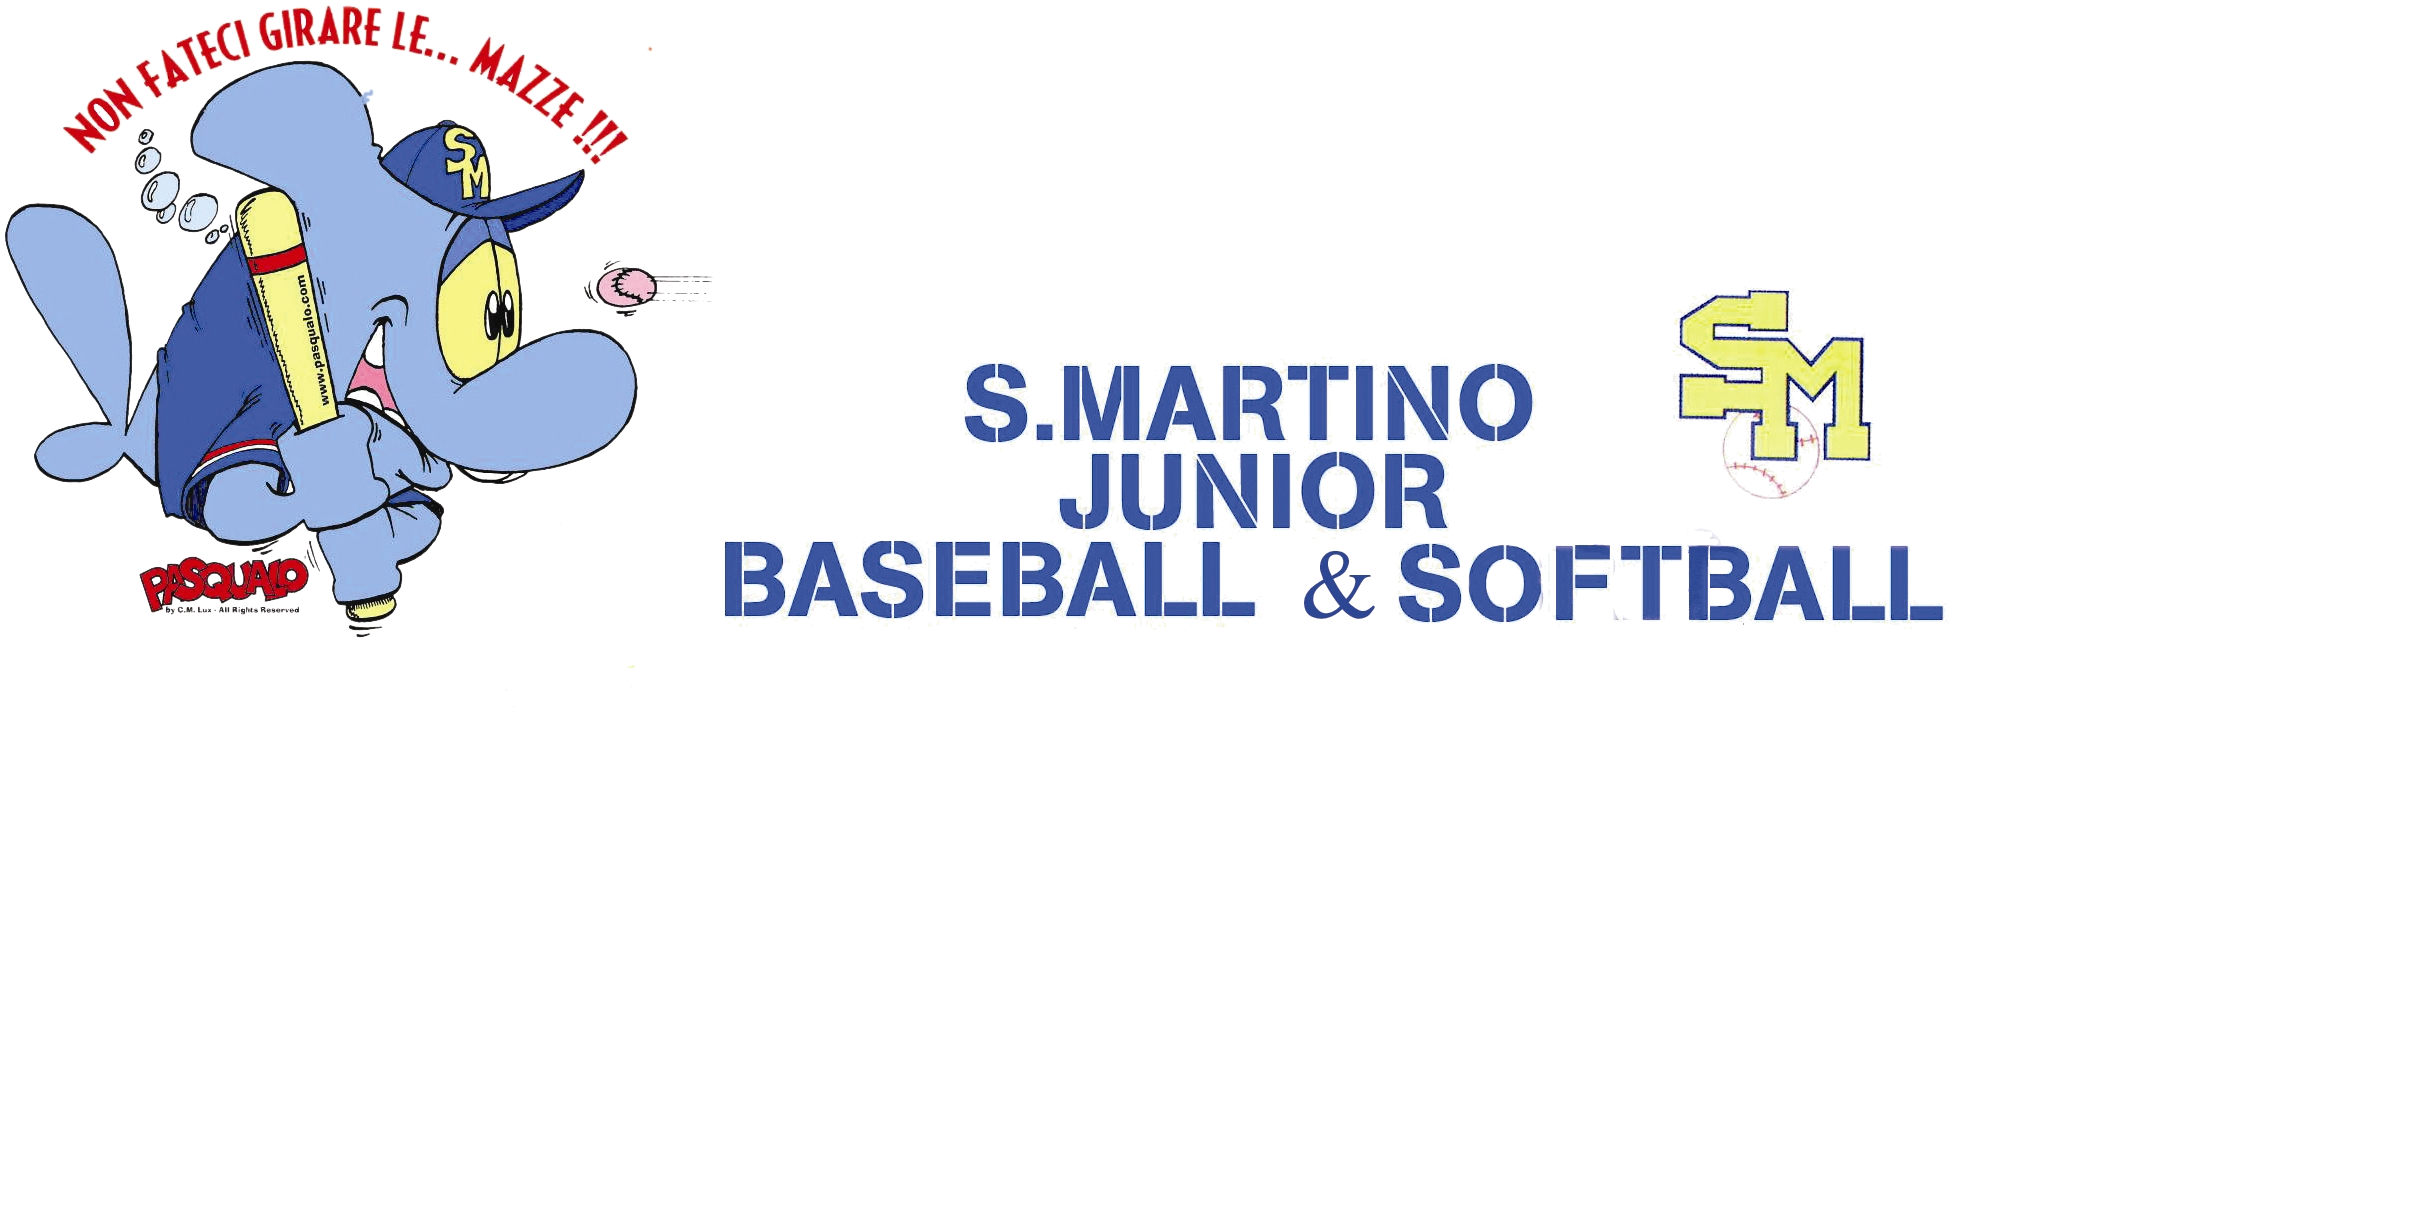 NON FATECI GIRARE LE... MAZZE !!!
SM
www.pasqualo.com
PASQUALO
by C.M. Lux - All Rights Reserved
S.MARTINO
JUNIOR
BASEBALL & SOFTBALL
SM